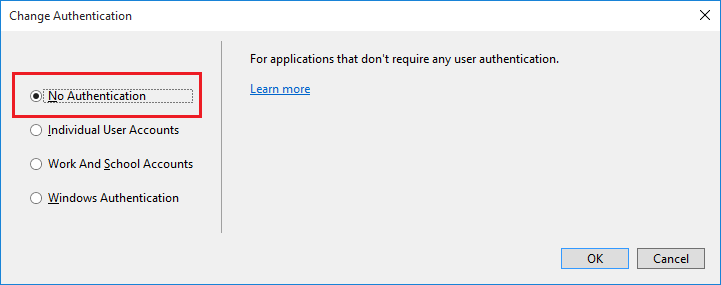 Change Authentication
For applications that don't require any user authentication.
Learn more
No Authentication
Individual User Accounts
Work And School Accounts
Windows Authentication
OK
Cancel